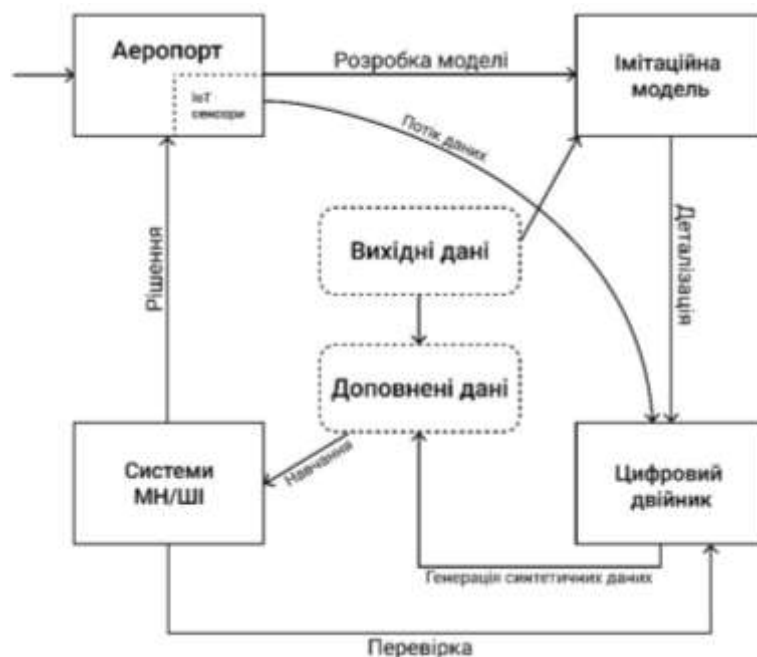 Аеропорт
ІоТ
сенсори
Розробка моделі
Імітаційна
модель
Потік даних
Вихідні дані
Рішення
Деталізація
Доповнені дані
Навчання
Системи
МН/ШІ
Цифровий
двійник
Генерація синтетичних даних
Перевірка